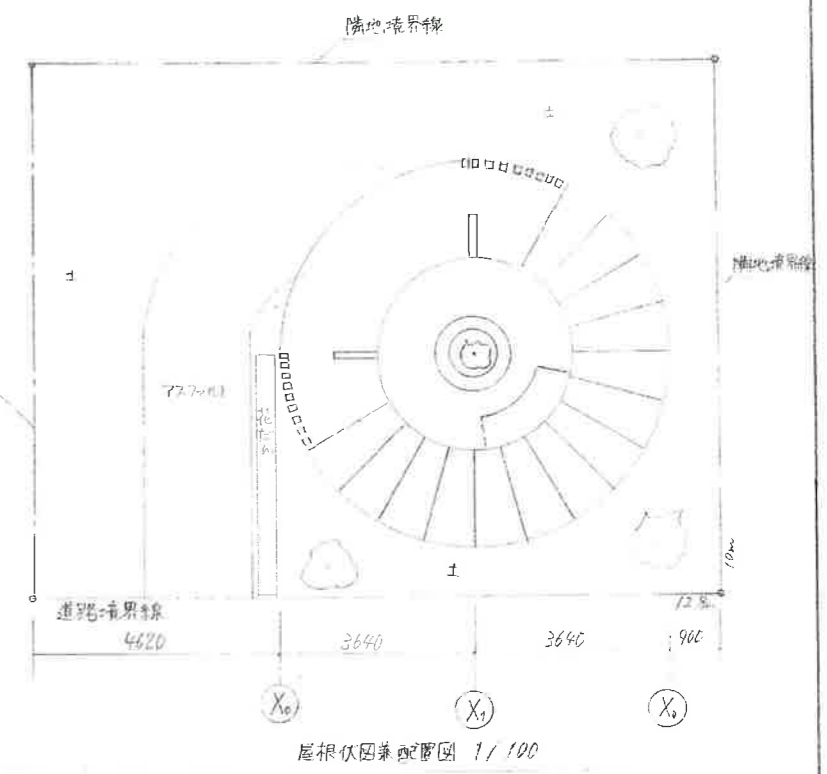 隣地境界線
土
土
隣地境界線
アスファルト
花だん
土
10m
道路境界線
12.8
4620
3640
3640
900
X₀
X₁
屋根伏図兼配置図 1/100